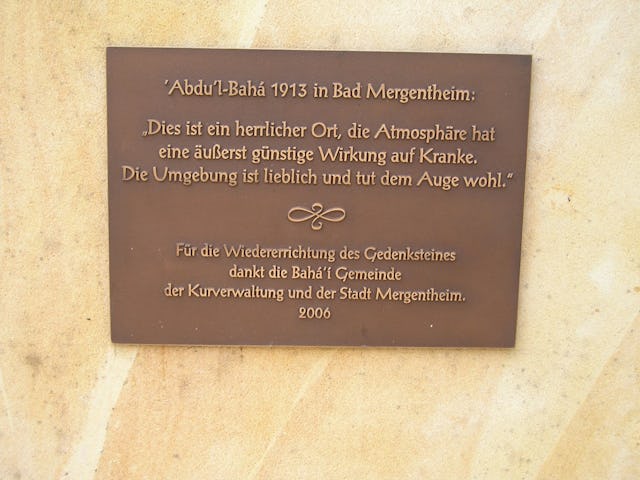 ´Abdu´l-Bahá 1913 in Bad Mergentheim:
„Dies ist ein herrlicher Ort, die Atmosphäre hat
eine äußerst günstige Wirkung auf Kranke.
Die Umgebung ist lieblich und tut dem Auge wohl.“
Für die Wiedererrichtung des Gedenksteines
dankt die Bahá´í Gemeinde
der Kurverwaltung und der Stadt Mergentheim.
2006